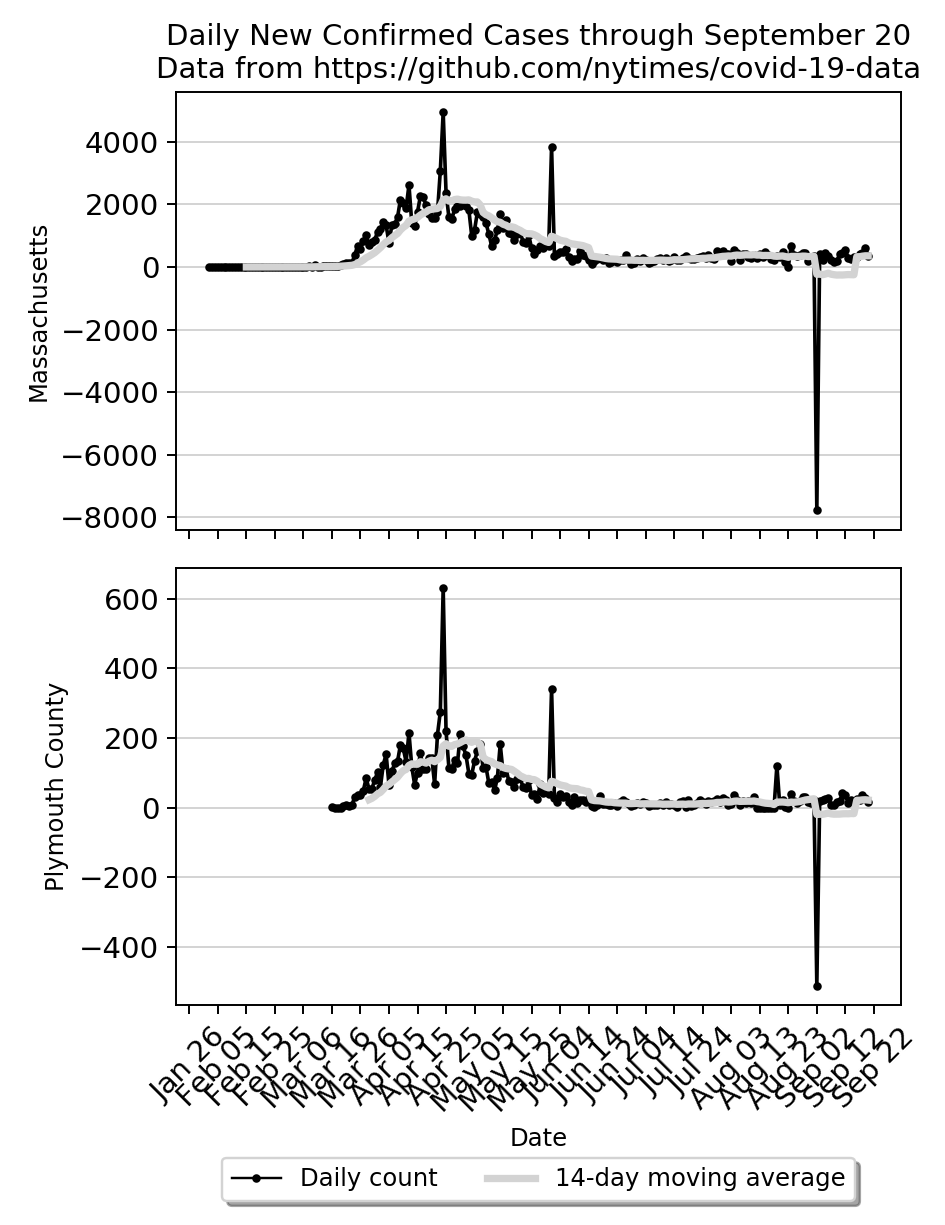 Daily New Confirmed Cases through September 20
Data from https://github.com/nytimes/covid-19-data
Massachusetts
4000
2000
0
−2000
−4000
−6000
−8000
Plymouth County
600
400
200
0
−200
−400
Jan 26
Feb 05
Feb 15
Feb 25
Mar 06
Mar 16
Mar 26
Apr 05
Apr 15
Apr 25
May 05
May 15
May 25
Jun 04
Jun 14
Jun 24
Jul 04
Jul 14
Jul 24
Aug 03
Aug 13
Aug 23
Sep 02
Sep 12
Sep 22
Date
Daily count
14-day moving average